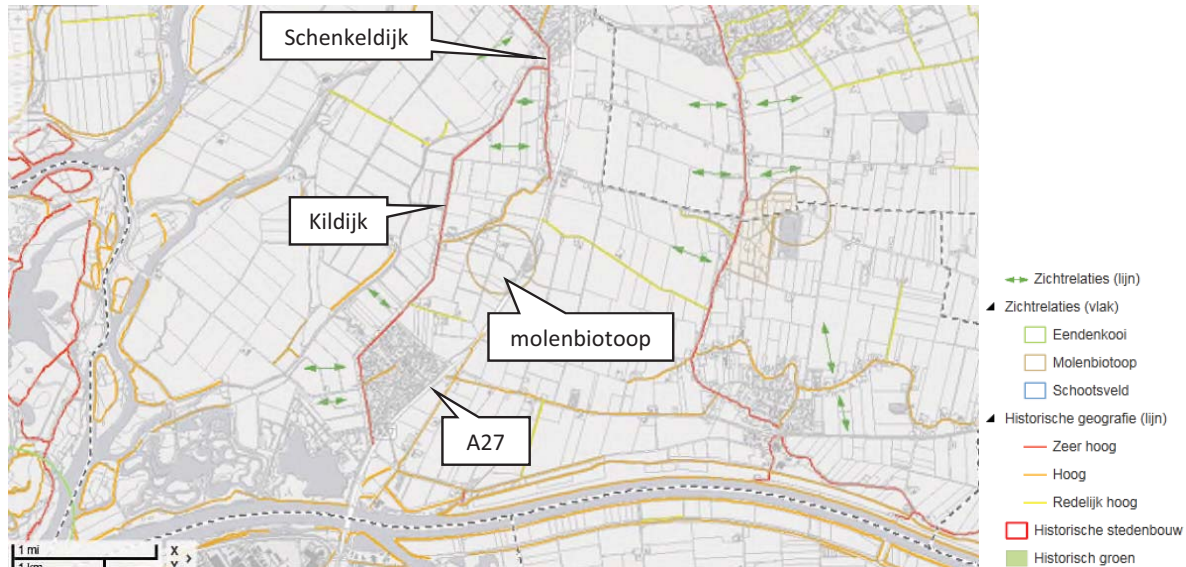 Schenkeldijk
Kildijk
molenbiotoop
A27
1 mi
1 km
X
Y
Zichtrelaties (lijn)
Zichtrelaties (vlak)
Eendenkooi
Molenbiotoop
Schootsveld
Historische geografie (lijn)
Zeer hoog
Hoog
Redelijk hoog
Historische stedenbouw
Historisch groen